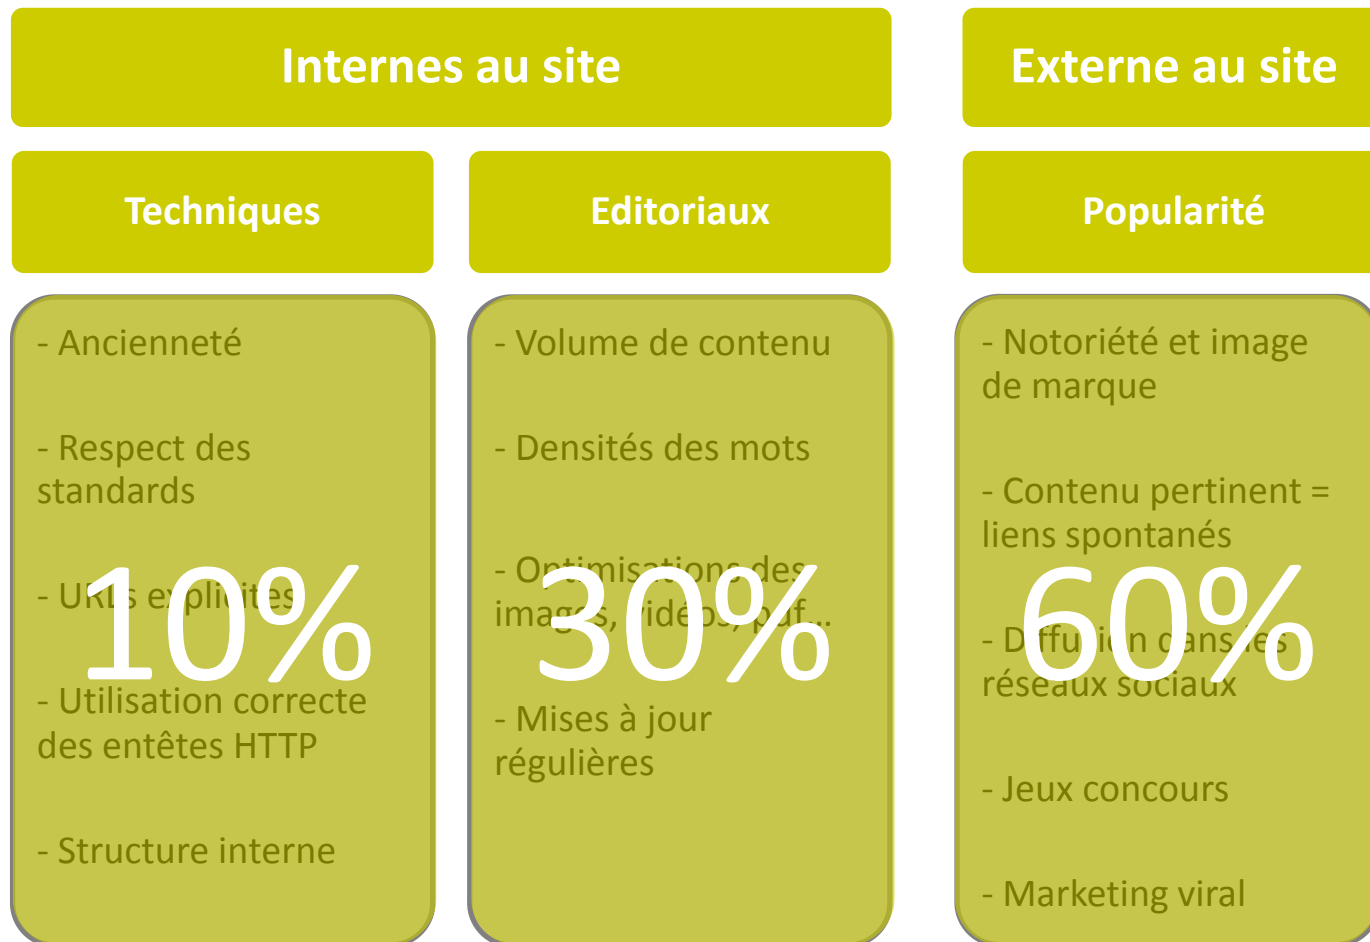 Internes au site
Externe au site
Techniques
Editoriaux
Popularité
- Ancienneté
- Respect des
standards
- URLs explicites
- Utilisation correcte
des entêtes HTTP
- Structure interne
10%
- Volume de contenu
- Densités des mots
- Optimisations des
images, vidéos, pdf...
- Mises à jour
régulières
30%
- Notoriété et image
de marque
- Contenu pertinent =
liens spontanés
- Diffusion dans les
réseaux sociaux
- Jeux concours
- Marketing viral
60%